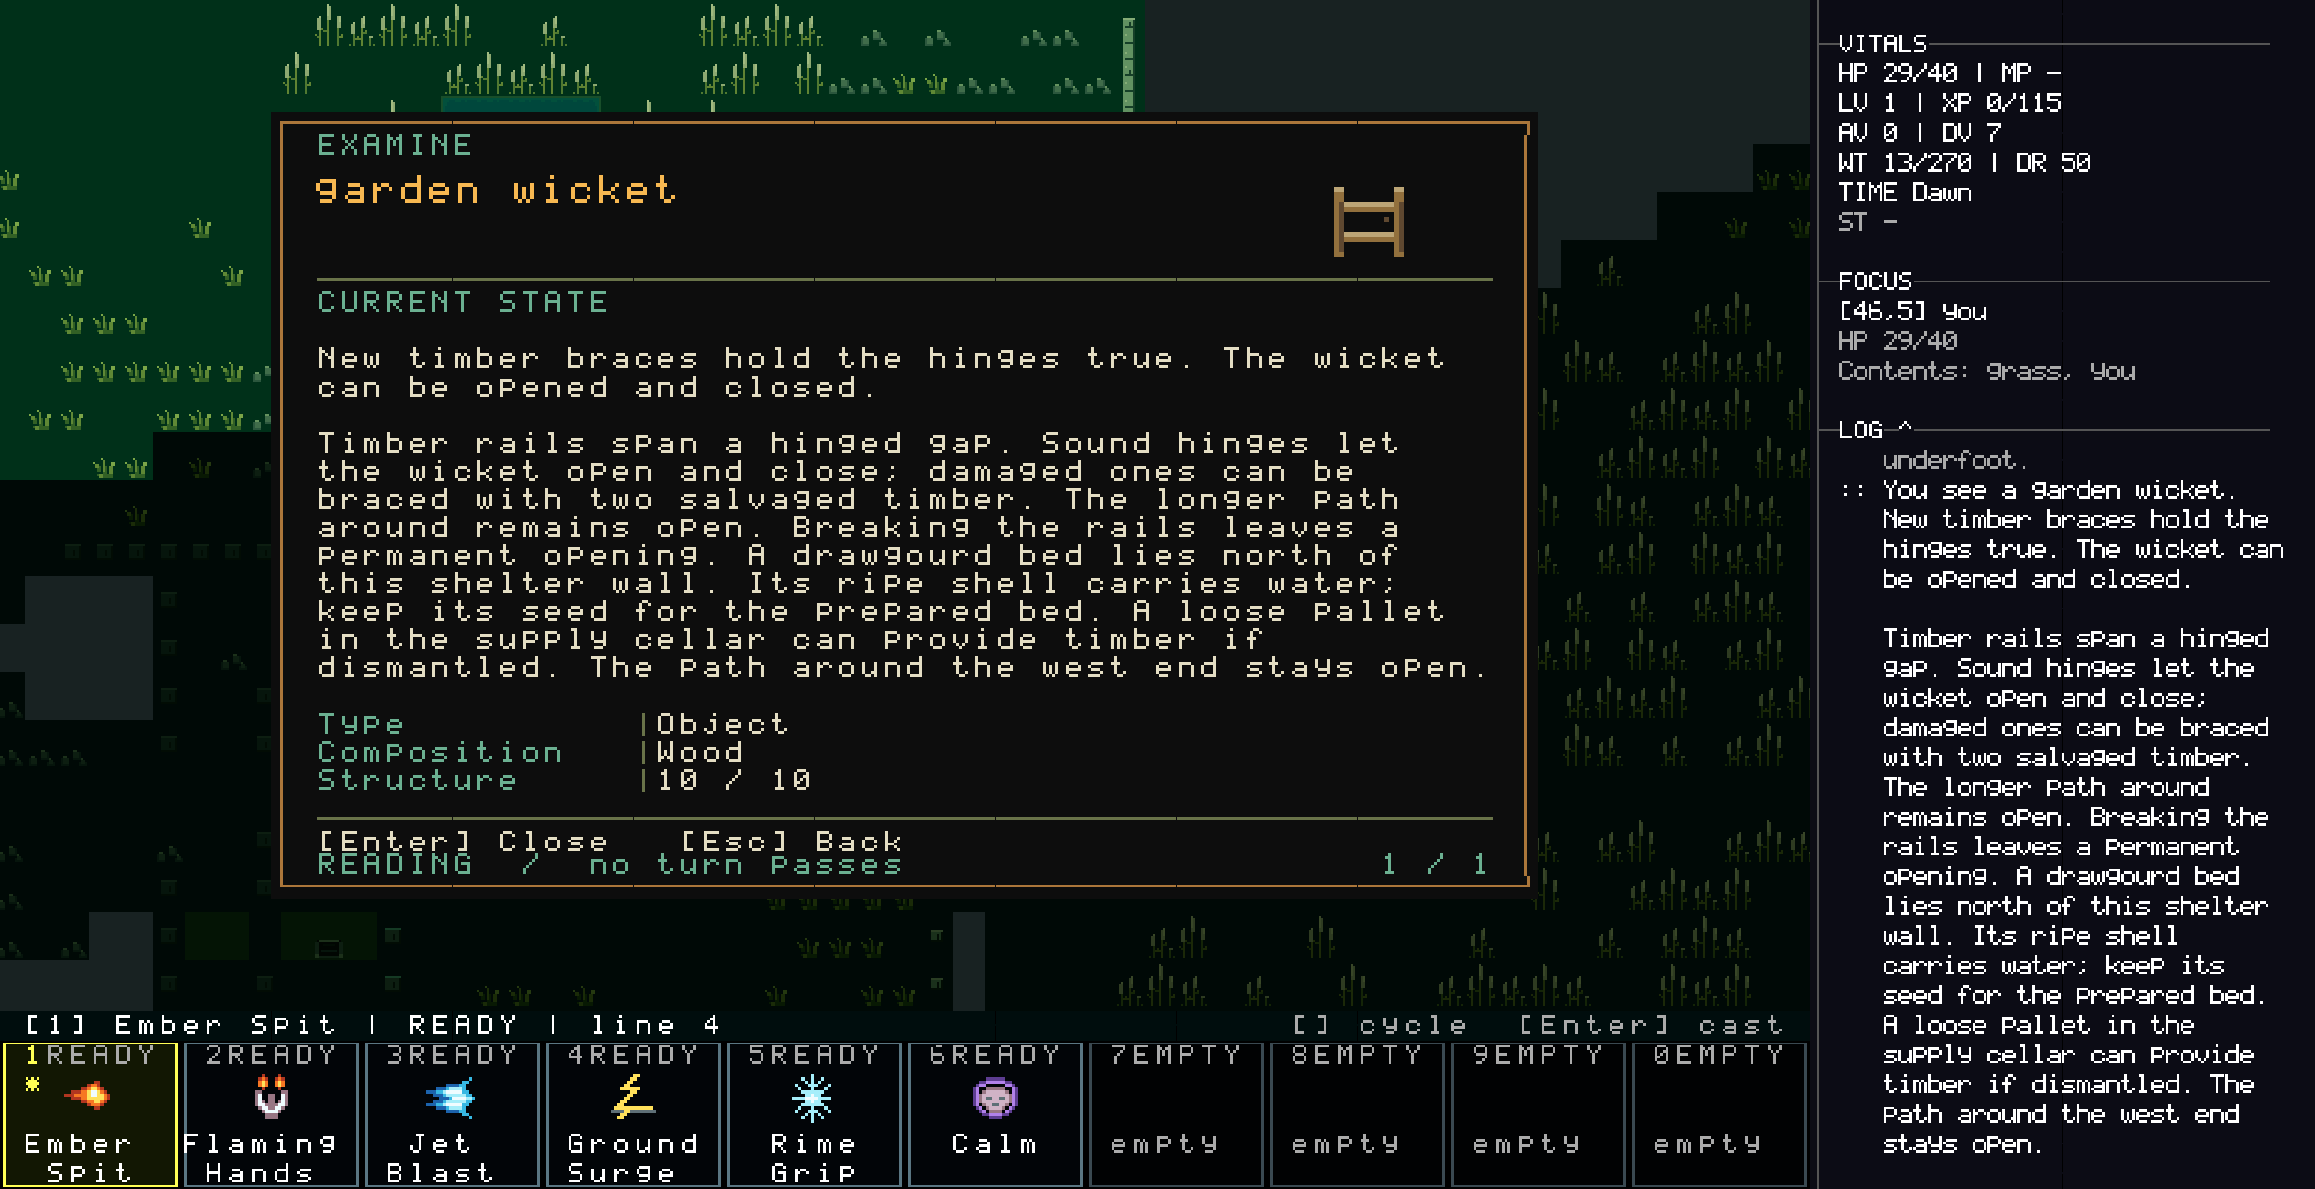 EXAMINE
garden wicket
CURRENT STATE
New timber braces hold the hinges true. The wicket
can be opened and closed.
Timber rails span a hinged gap. Sound hinges let
the wicket open and close; damaged ones can be
braced with two salvaged timber. The longer path
around remains open. Breaking the rails leaves a
permanent opening. A drawgourd bed lies north of
this shelter wall. Its ripe shell carries water;
keep its seed for the prepared bed. A loose pallet
in the supply cellar can provide timber if
dismantled. The path around the west end stays open.
Type |Object
Composition |Wood
Structure |10 / 10
[Enter] Close [Esc] Back
READING / no turn passes 1 / 1
[1] Ember Spit | READY | line 4 [] cycle [Enter] cast
1READY 2READY 3READY 4READY 5READY 6READY 7EMPTY 8EMPTY 9EMPTY 0EMPTY
Ember Flaming Jet Ground Rime Calm empty empty empty empty
Spit Hands Blast Surge Grip
VITALS
HP 29/40 | MP -
LV 1 | XP 0/115
AV 0 | DV 7
WT 13/270 | DR 50
TIME Dawn
ST -
FOCUS
[46,5] you
HP 29/40
Contents: grass, you
LOG ^
underfoot.
:: You see a garden wicket.
New timber braces hold the
hinges true. The wicket can
be opened and closed.
Timber rails span a hinged
gap. Sound hinges let the
wicket open and close;
damaged ones can be braced
with two salvaged timber.
The longer path around
remains open. Breaking the
rails leaves a permanent
opening. A drawgourd bed
lies north of this shelter
wall. Its ripe shell
carries water; keep its
seed for the prepared bed.
A loose pallet in the
supply cellar can provide
timber if dismantled. The
path around the west end
stays open.